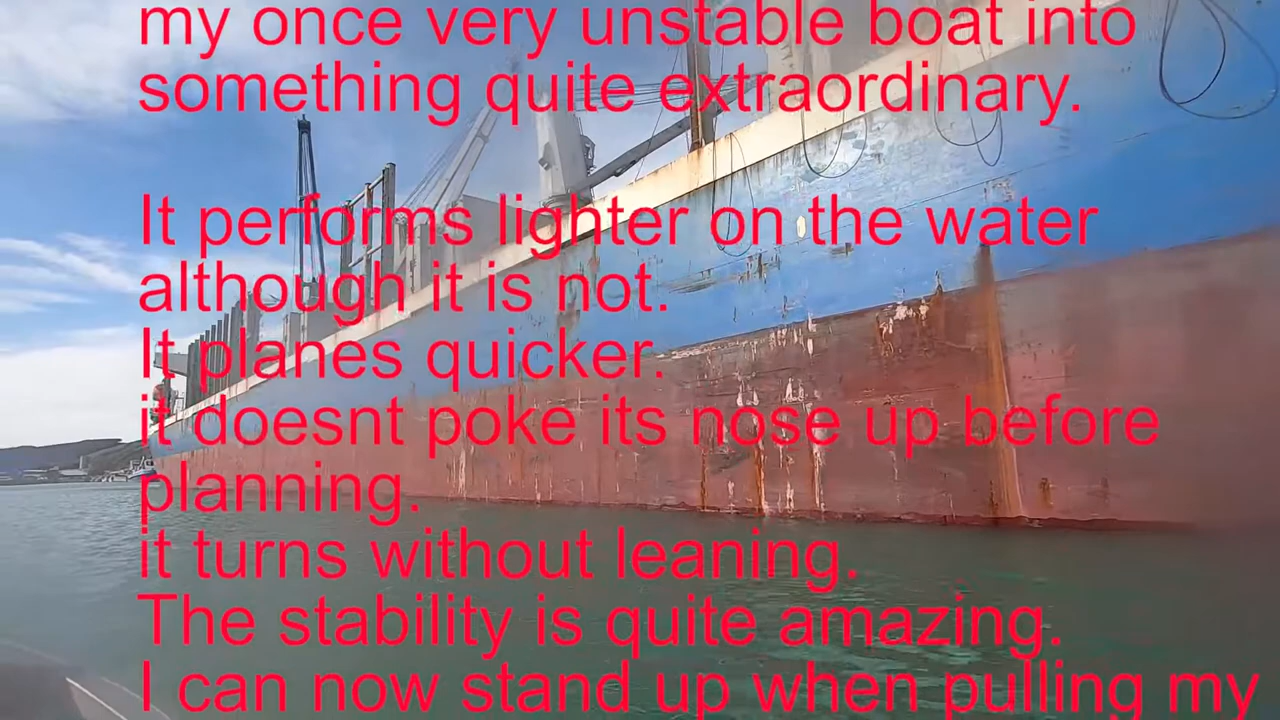 my once very unstable boat into
something quite extraordinary.
It performs lighter on the water
although it is not.
It planes quicker.
it doesnt poke its nose up before
planning.
it turns without leaning.
The stability is quite amazing.
I can now stand up when pulling my